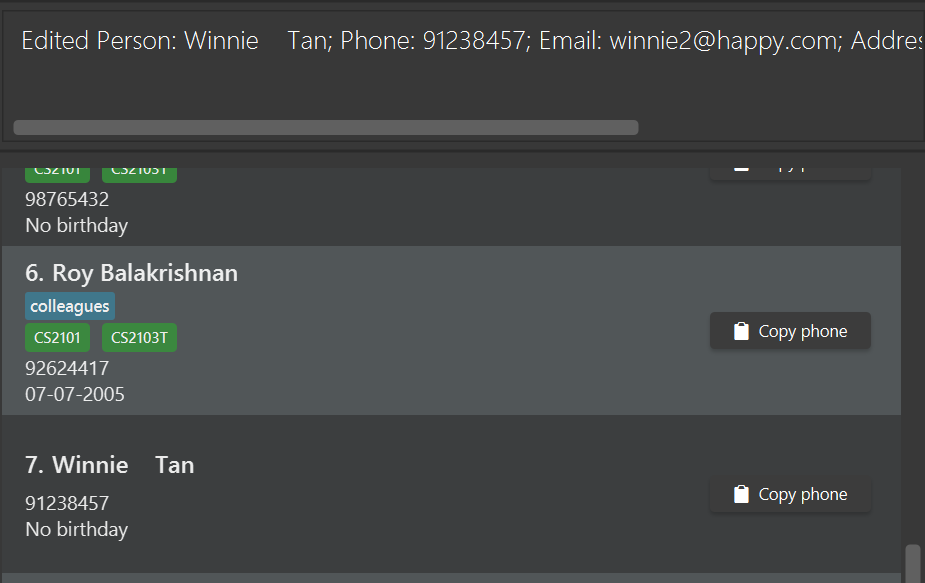 Edited Person: Winnie    Tan; Phone: 91238457; Email: winnie2@happy.com; Addres
CS2101 CS2103T
98765432
No birthday
6. Roy Balakrishnan
colleagues
CS2101 CS2103T
Copy phone
92624417
07-07-2005
7. Winnie    Tan
Copy phone
91238457
No birthday